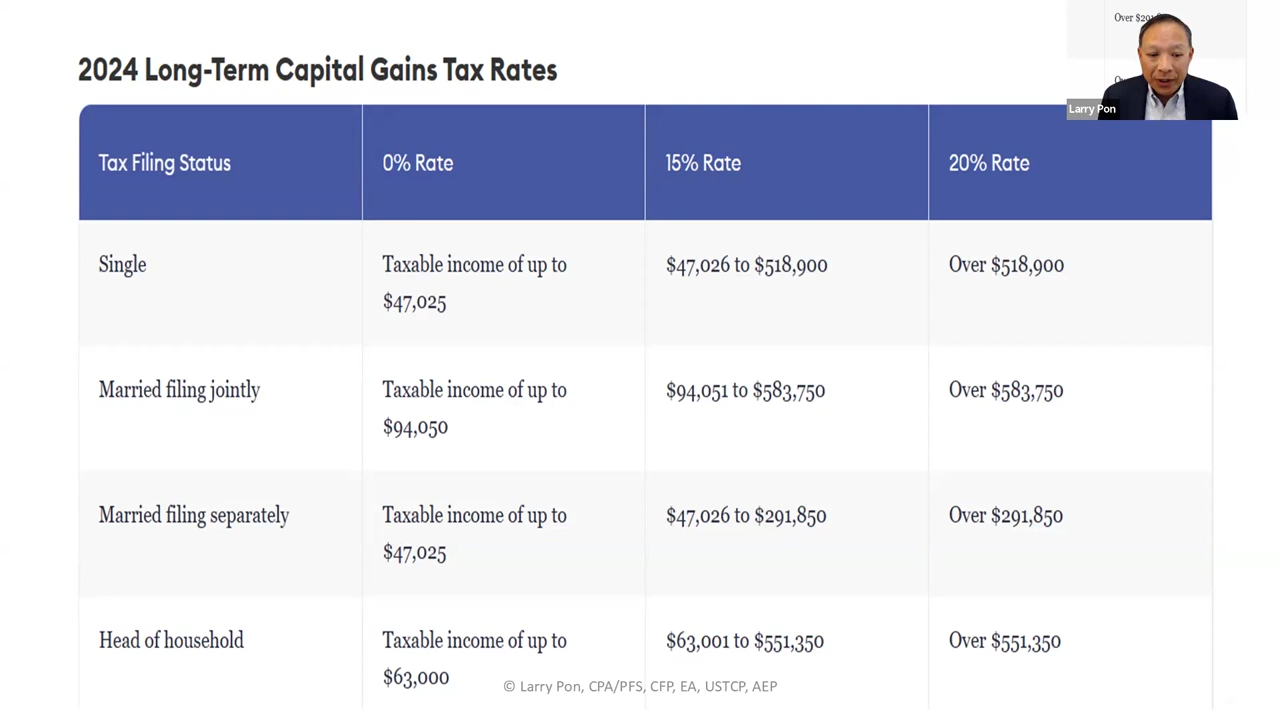 Over $291
Larry Pon
2024 Long-Term Capital Gains Tax Rates
Tax Filing Status 0% Rate 15% Rate 20% Rate
Single Taxable income of up to $47,026 to $518,900 Over $518,900
$47,025
Married filing jointly Taxable income of up to $94,051 to $583,750 Over $583,750
$94,050
Married filing separately Taxable income of up to $47,026 to $291,850 Over $291,850
$47,025
Head of household Taxable income of up to $63,001 to $551,350 Over $551,350
$63,000
© Larry Pon, CPA/PFS, CFP, EA, USTCP, AEP